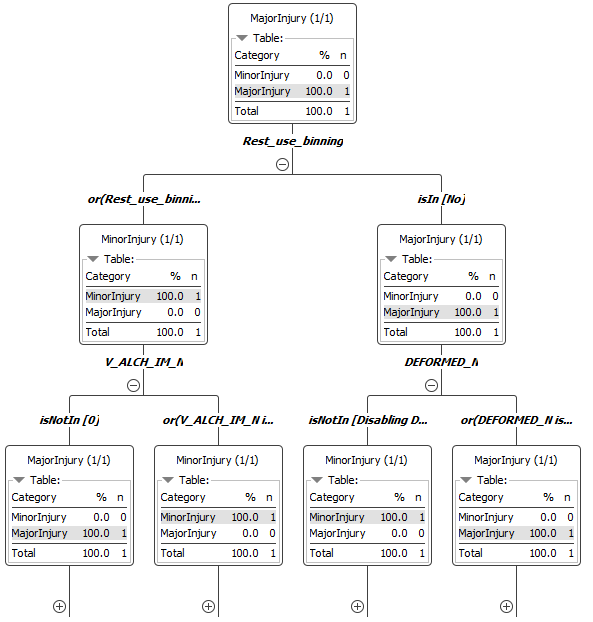 MajorInjury (1/1)
Table:
Category % n
MinorInjury 0.0 0
MajorInjury 100.0 1
Total 100.0 1
Rest_use_binning
or(Rest_use_binni...
isIn [No]
MinorInjury (1/1)
Table:
Category % n
MinorInjury 100.0 1
MajorInjury 0.0 0
Total 100.0 1
MajorInjury (1/1)
Table:
Category % n
MinorInjury 0.0 0
MajorInjury 100.0 1
Total 100.0 1
V_ALCH_IM_N
DEFORMED_N
isNotIn [0]
or(V_ALCH_IM_N i...
isNotIn [Disabling D...
or(DEFORMED_N is...
MajorInjury (1/1)
Table:
Category % n
MinorInjury 0.0 0
MajorInjury 100.0 1
Total 100.0 1
MinorInjury (1/1)
Table:
Category % n
MinorInjury 100.0 1
MajorInjury 0.0 0
Total 100.0 1
MinorInjury (1/1)
Table:
Category % n
MinorInjury 100.0 1
MajorInjury 0.0 0
Total 100.0 1
MajorInjury (1/1)
Table:
Category % n
MinorInjury 0.0 0
MajorInjury 100.0 1
Total 100.0 1